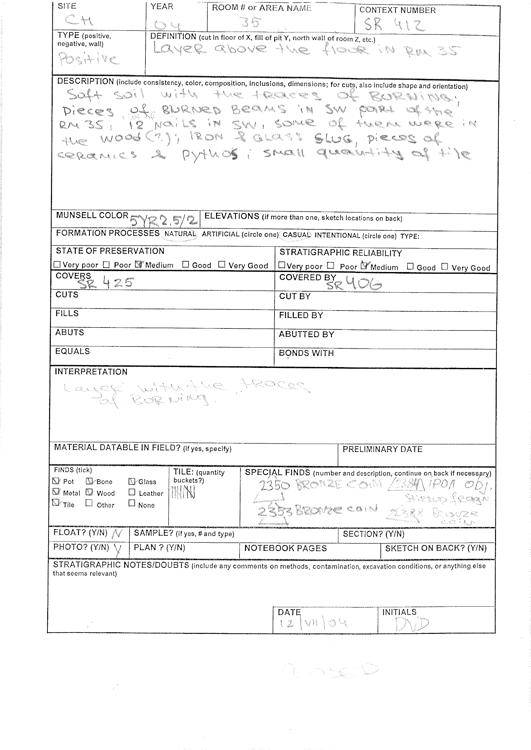 SITE YEAR ROOM # or AREA NAME CONTEXT NUMBER
CH 04 35 SR 412
TYPE (positive, negative, wall) DEFINITION (cut in floor of X, fill of pit Y, north wall of room Z, etc.)
Positive Layer above the floor in RM 35
DESCRIPTION (include consistency, color, composition, inclusions, dimensions; for cuts, also include shape and orientation)
Soft soil with the traces of BURNING;
pieces of BURNED Beams in SW part of the
RM 35; 12 nails in SW, some of them were in
the wood (?); IRON & GLASS SLUG, pieces of
ceramics & pythos; small quantity of tile
MUNSELL COLOR 5YR2.5/2 ELEVATIONS (if more than one, sketch locations on back)
FORMATION PROCESSES NATURAL ARTIFICIAL (circle one) CASUAL INTENTIONAL (circle one) TYPE:
STATE OF PRESERVATION STRATIGRAPHIC RELIABILITY
Very poor Poor Medium Good Very Good Very poor Poor Medium Good Very Good
COVERS SR 425 COVERED BY SR 406
CUTS CUT BY
FILLS FILLED BY
ABUTS ABUTTED BY
EQUALS BONDS WITH
INTERPRETATION
Layer with the traces
of BURNING.
MATERIAL DATABLE IN FIELD? (if yes, specify) PRELIMINARY DATE
FINDS (tick) TILE: (quantity buckets?) SPECIAL FINDS (number and description, continue on back if necessary)
Pot Bone Glass 2350 BRONZE COIN 2384 IRON OBJ.
Metal Wood Leather
Tile Other None 2353 BRONZE COIN 2388 Bronze coin
FLOAT? (Y/N) N SAMPLE? (if yes, # and type) SECTION? (Y/N)
PHOTO? (Y/N) Y PLAN ? (Y/N) NOTEBOOK PAGES SKETCH ON BACK? (Y/N)
STRATIGRAPHIC NOTES/DOUBTS (include any comments on methods, contamination, excavation conditions, or anything else
that seems relevant)
DATE INITIALS
12 VII 04 DVD